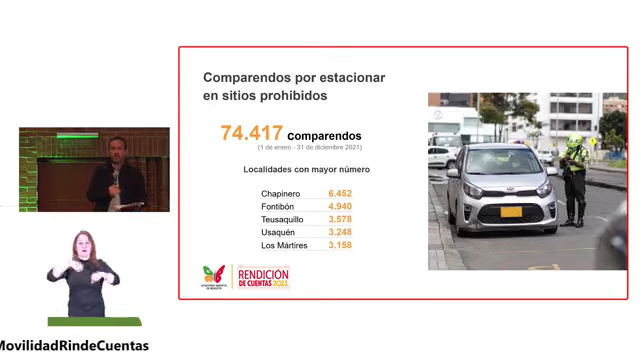 Comparendos por estacionar
en sitios prohibidos
74.417 comparendos
(1 de enero - 31 de diciembre 2021)
Localidades con mayor número
Chapinero 6.452
Fontibón 4.940
Teusaquillo 3.578
Usaquén 3.248
Los Mártires 3.158
RENDICIÓN
DE CUENTAS 2021
MovilidadRindeCuentas